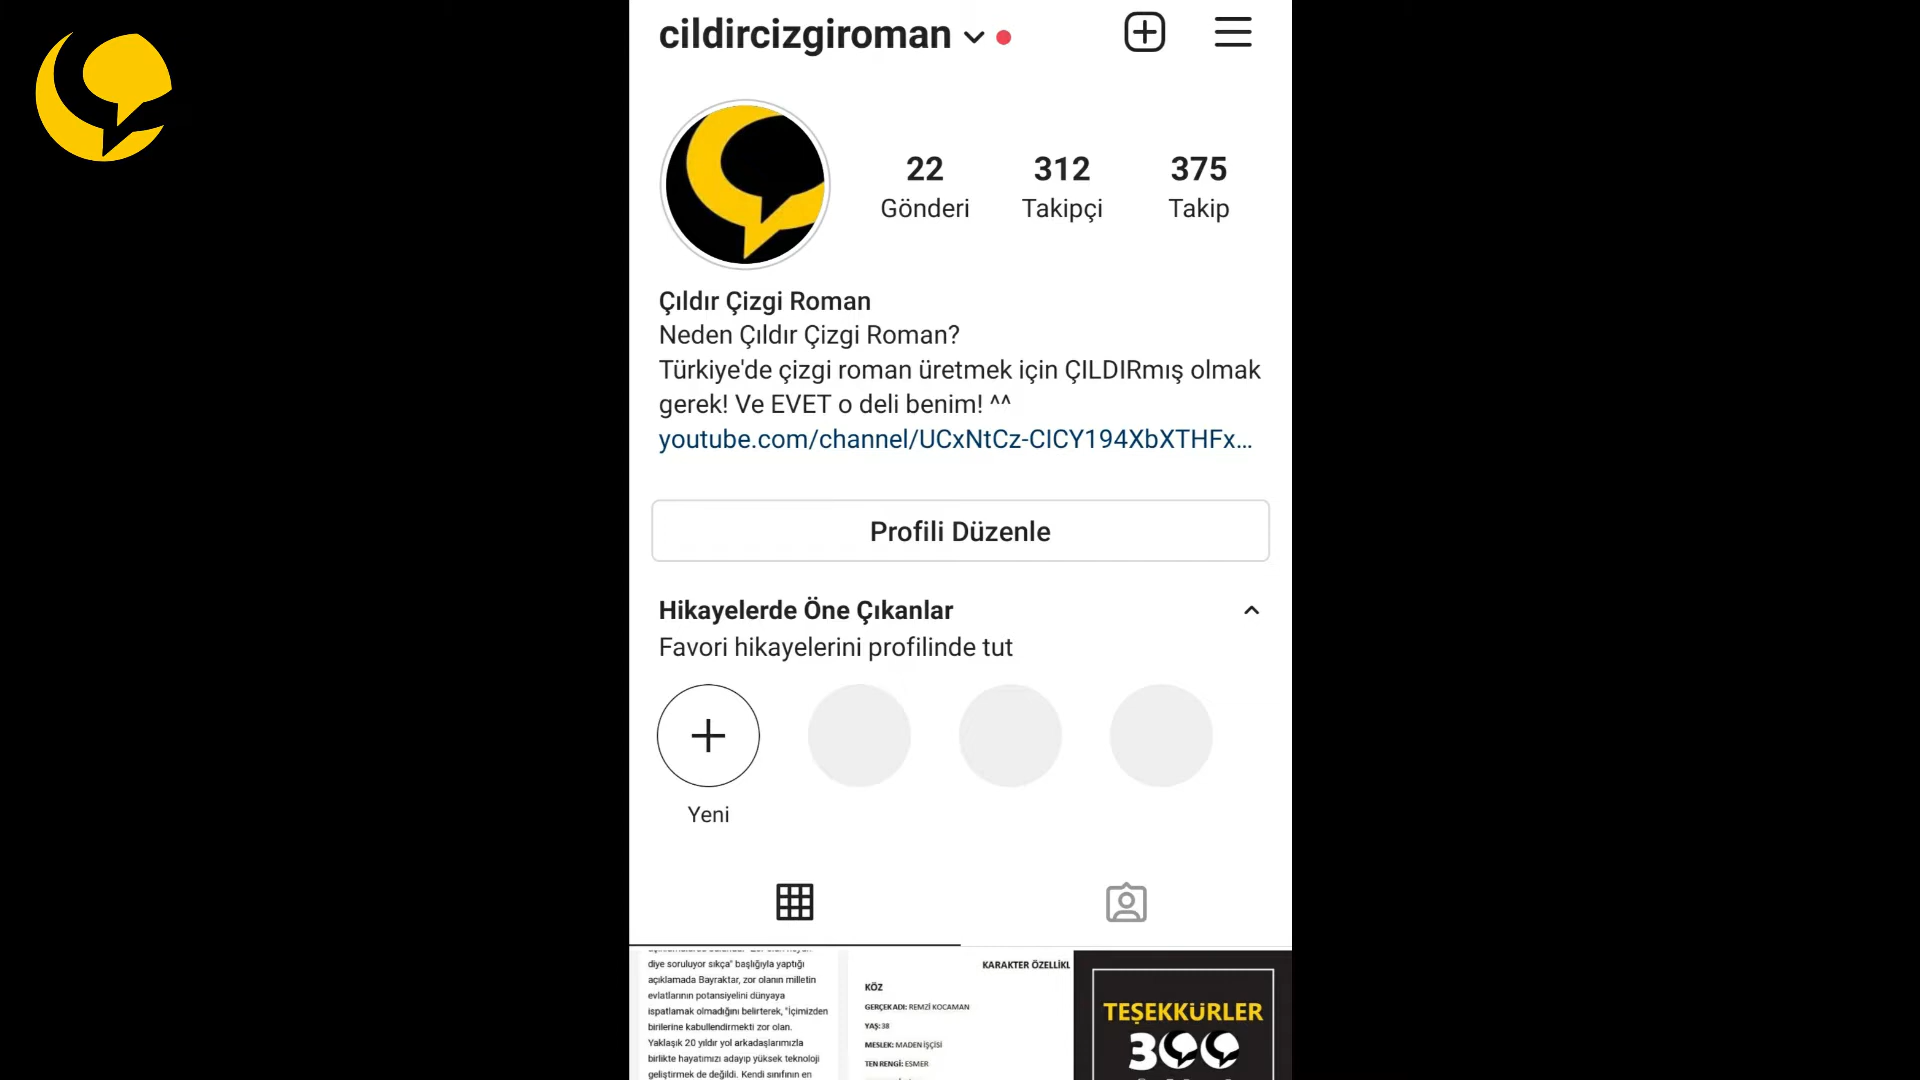 cildircizgiroman
22 312 375
Gönderi Takipçi Takip
Çıldır Çizgi Roman
Neden Çıldır Çizgi Roman?
Türkiye'de çizgi roman üretmek için ÇILDIRmış olmak
gerek! Ve EVET o deli benim! ^^
youtube.com/channel/UCxNtCz-CICY194XbXTHFx...
Profili Düzenle
Hikayelerde Öne Çıkanlar
Favori hikayelerini profilinde tut
Yeni
diye soruluyor sıkça" başlığıyla yaptığı
açıklamada Bayraktar, zor olanın milletin
evlatlarının potansiyelini dünyaya
ispatlamak olmadığını belirterek, "İçimizden
birilerine kabullendirmekti zor olan.
Yaklaşık 20 yıldır yol arkadaşlarımızla
birlikte hayatımızı adayıp yüksek teknoloji
geliştirmek de değildi. Kendi sınıfının en
KARAKTER ÖZELLİKL
KÖZ
GERÇEK ADI: REMZİ KOCAMAN
YAŞ: 38
MESLEK: MADEN İŞÇİSİ
TEN RENGİ: ESMER
TEŞEKKÜRLER
300